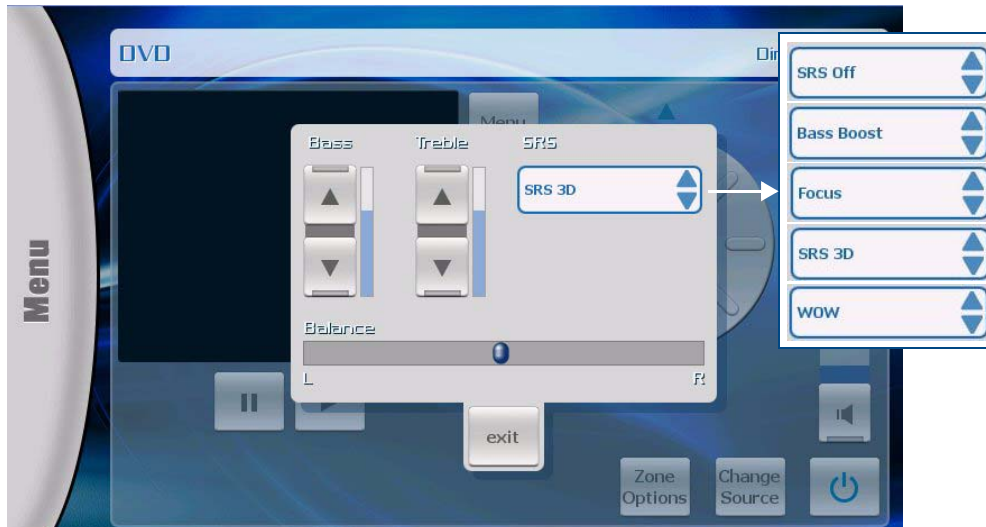 DVD
Menu
Menu
Bass
Treble
SRS
SRS 3D
SRS Off
Bass Boost
Focus
SRS 3D
WOW
Balance
L
R
exit
Zone
Options
Change
Source